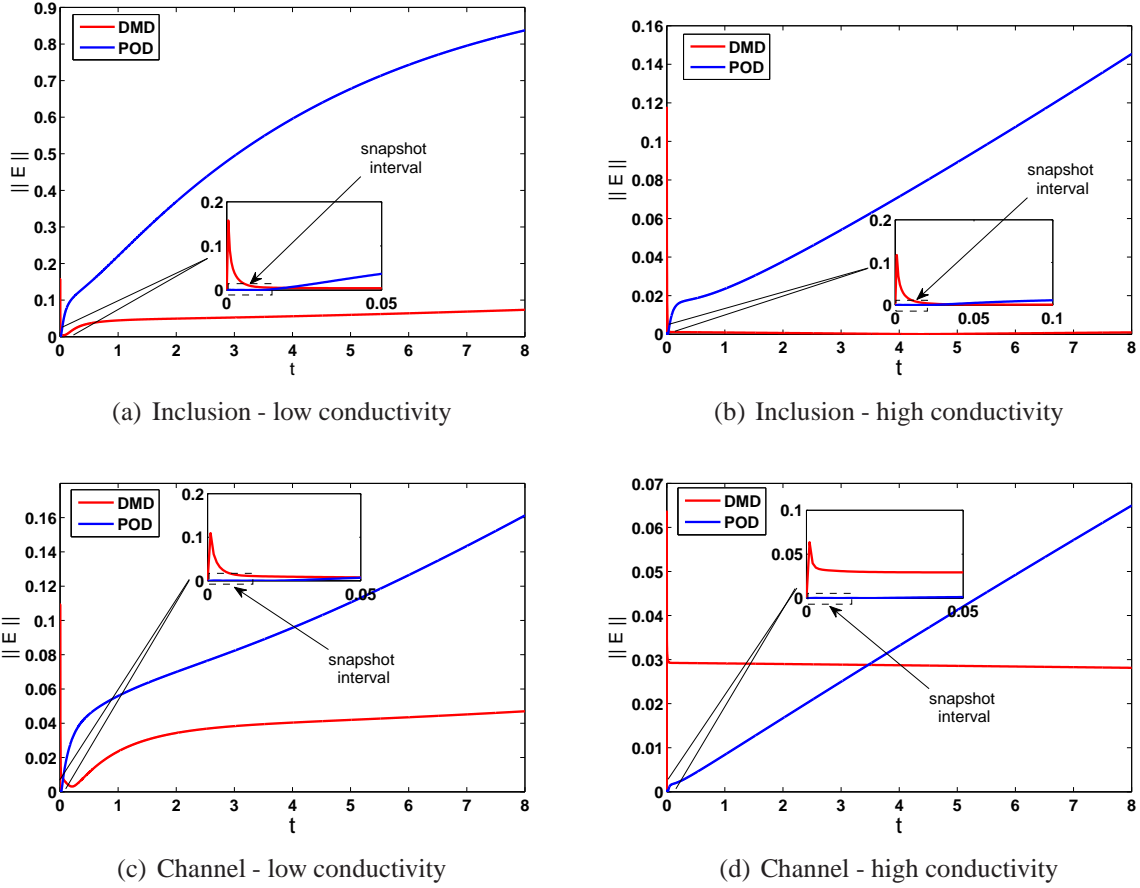 DMD
POD
0.9
0.8
0.7
0.6
0.5
0.4
0.3
0.2
0.1
0
|| E ||
snapshot
interval
0.2
0.1
0
0
0.05
0 1 2 3 4 5 6 7 8
t
(a) Inclusion - low conductivity
DMD
POD
0.16
0.14
0.12
0.1
0.08
0.06
0.04
0.02
0
|| E ||
snapshot
interval
0.2
0.1
0
0 0.05 0.1
0 1 2 3 4 5 6 7 8
t
(b) Inclusion - high conductivity
DMD
POD
0.16
0.14
0.12
0.1
0.08
0.06
0.04
0.02
0
|| E ||
0.2
0.1
0
0 0.05
snapshot
interval
0 1 2 3 4 5 6 7 8
t
(c) Channel - low conductivity
DMD
POD
0.07
0.06
0.05
0.04
0.03
0.02
0.01
0
|| E ||
0.1
0.05
0
0 0.05
snapshot
interval
0 1 2 3 4 5 6 7 8
t
(d) Channel - high conductivity